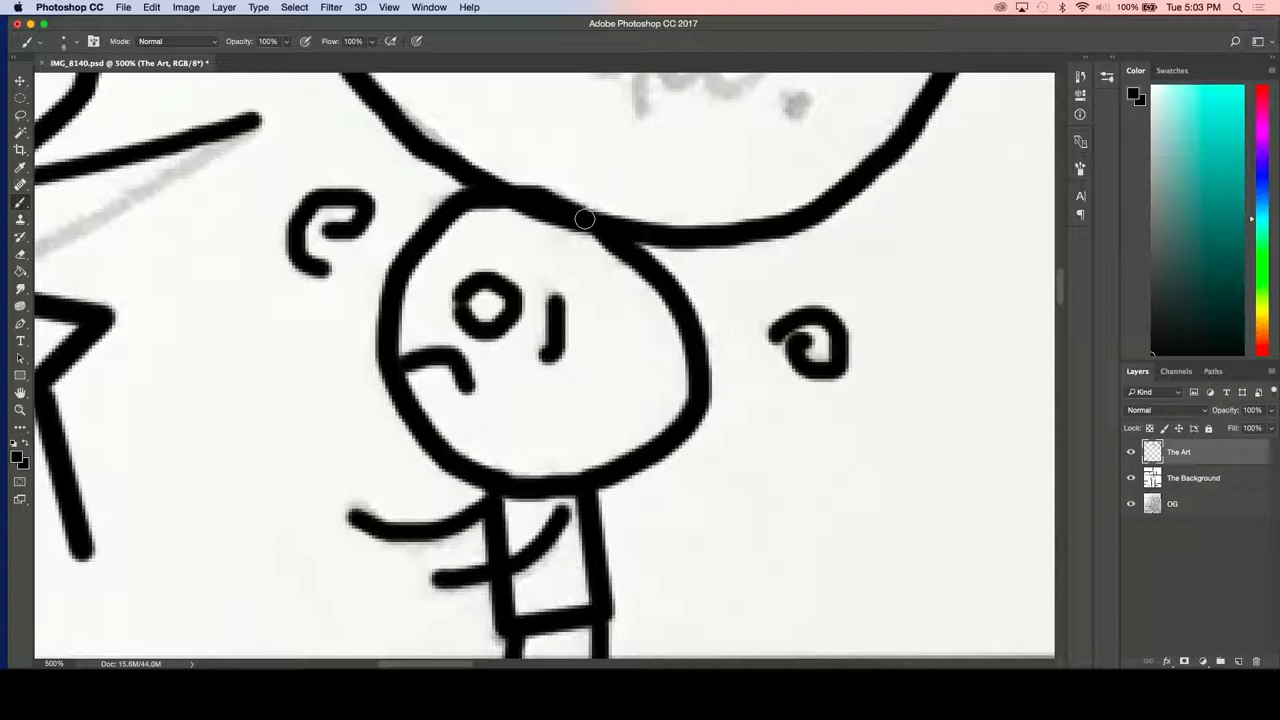 Photoshop CC File Edit Image Layer Type Select Filter 3D View Window Help 100% Tue 5:03 PM
Adobe Photoshop CC 2017
6 Mode: Normal Opacity: 100% Flow: 100%
× IMG_8140.psd @ 500% (The Art, RGB/8*) *
Color Swatches
Layers Channels Paths
Kind
Normal Opacity: 100%
Lock: Fill: 100%
The Art
The Background
OG
500% Doc: 15.6M/44.0M